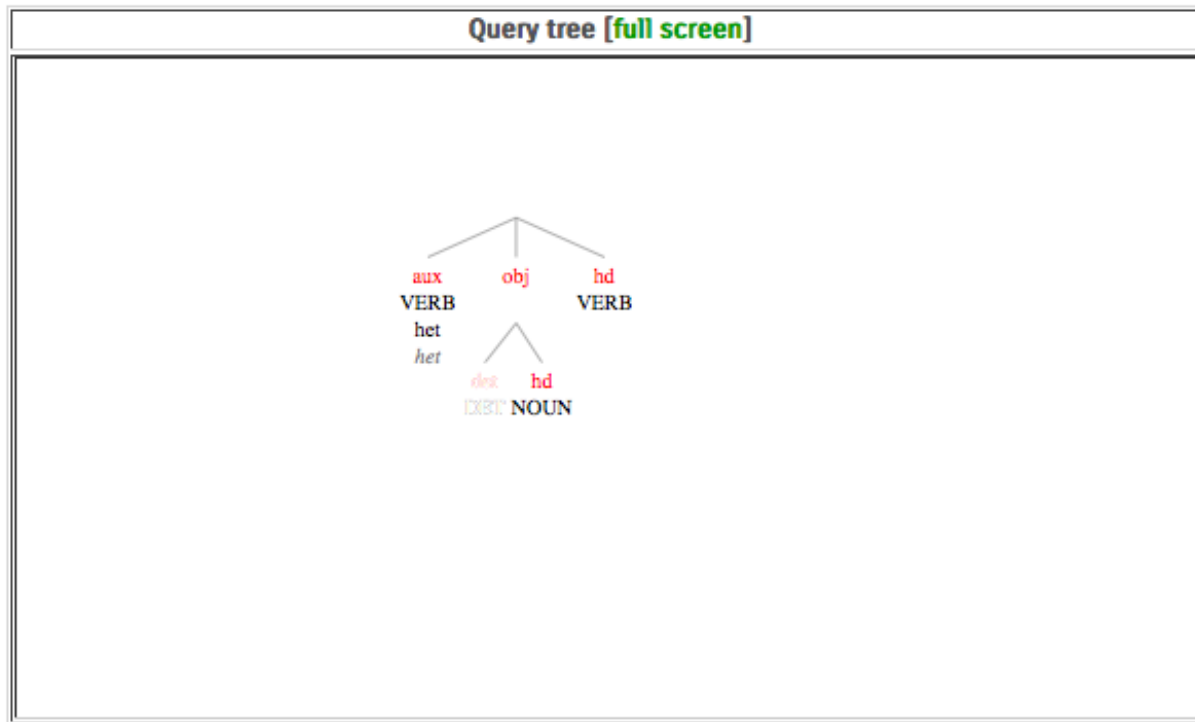 Query tree [full screen]
aux obj hd
VERB VERB
het
het
det hd
DET NOUN